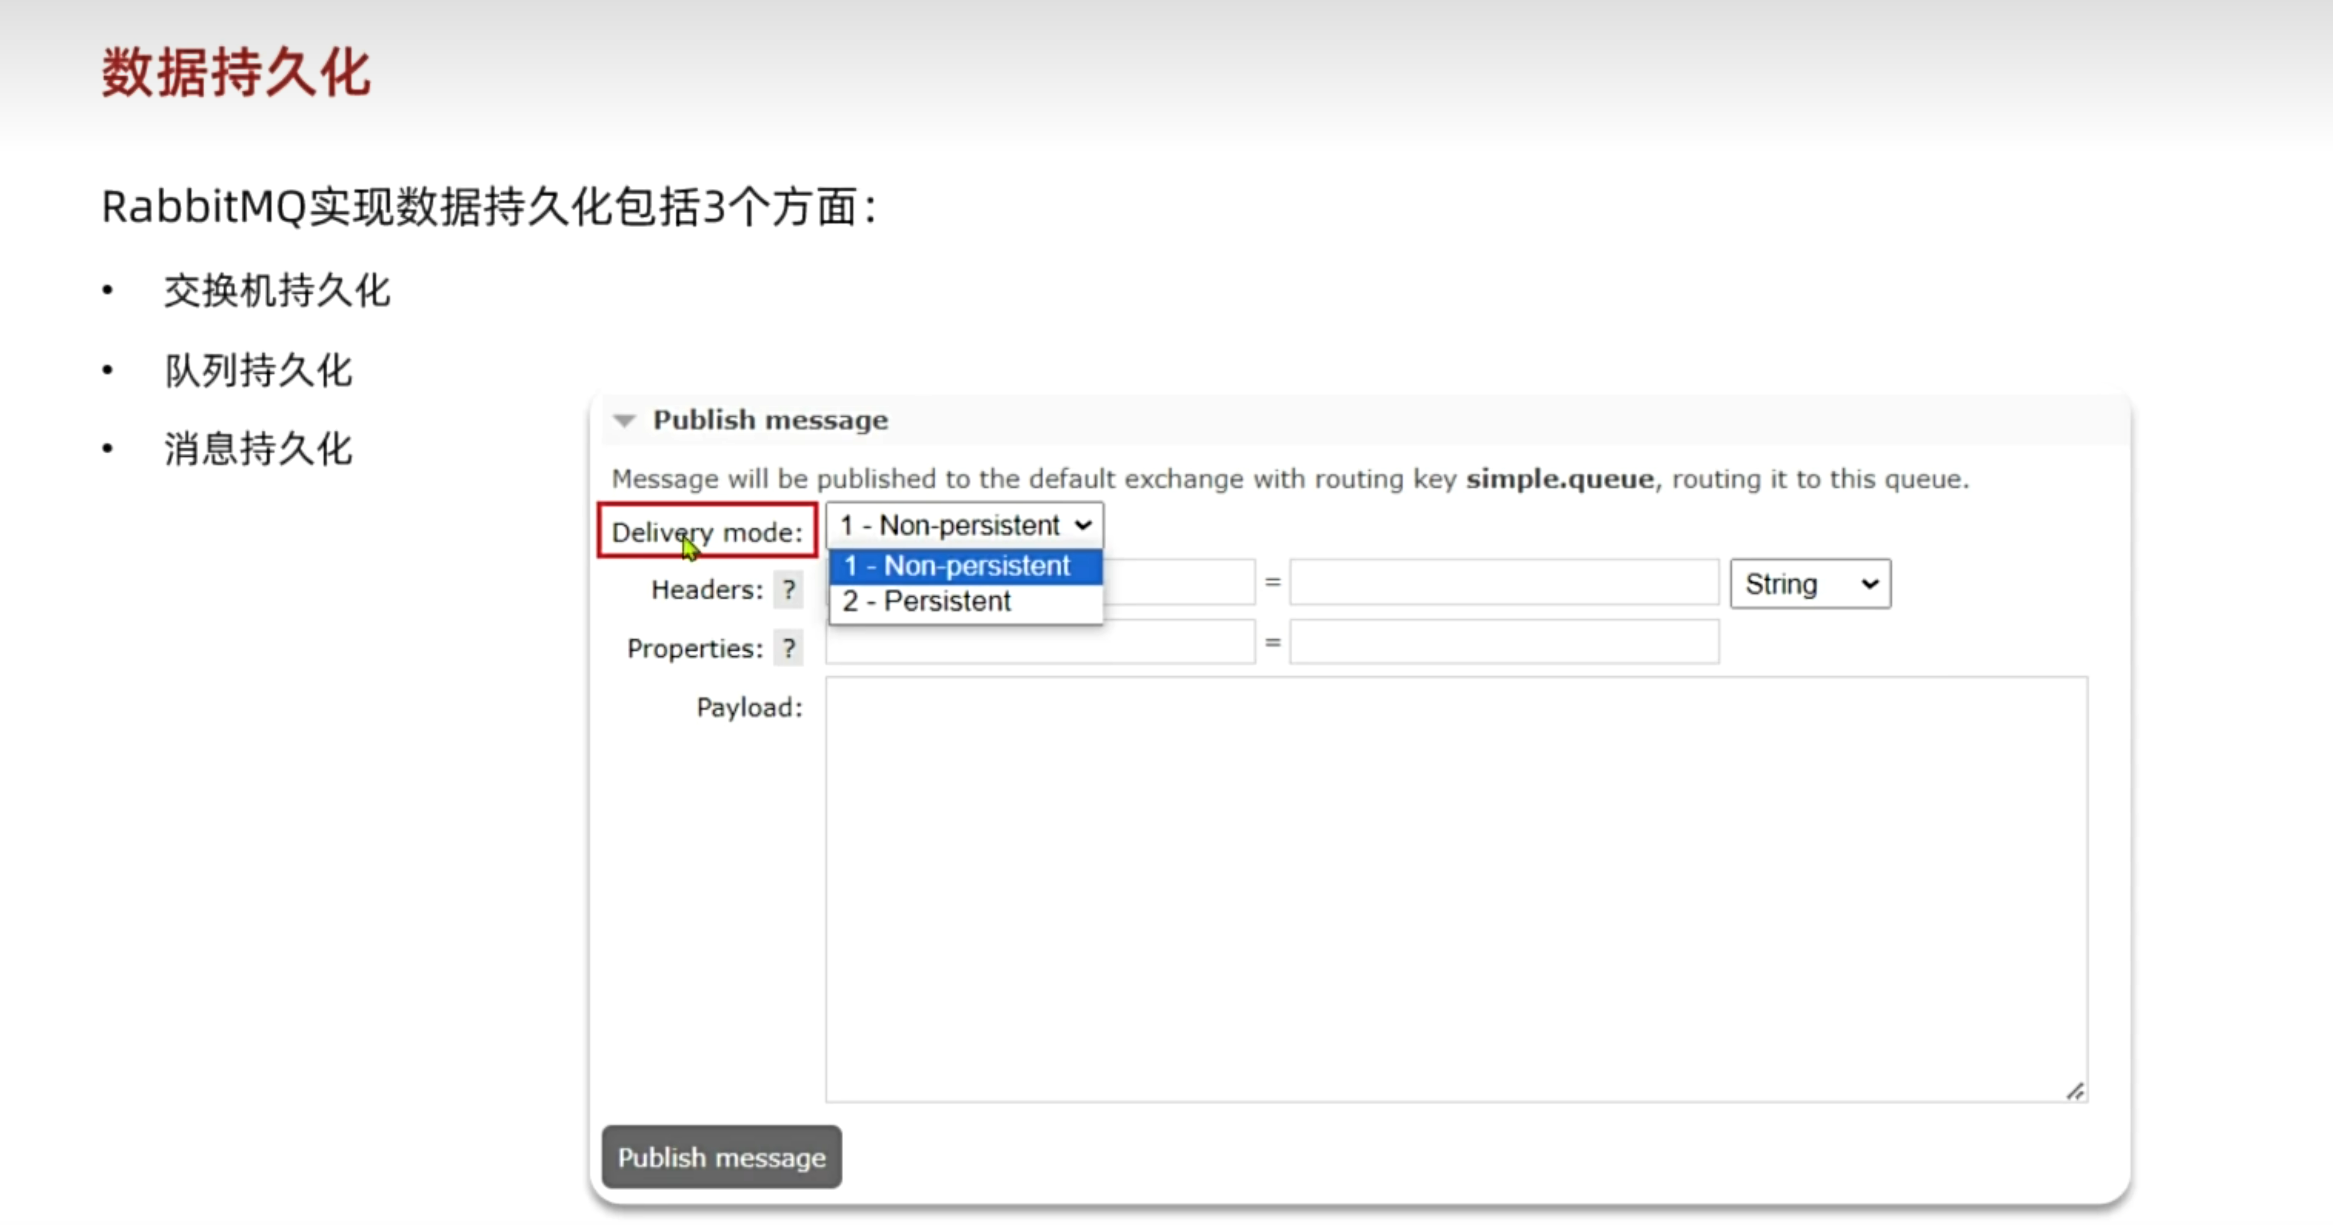 数据持久化
RabbitMQ实现数据持久化包括3个方面：
• 交换机持久化
• 队列持久化
• 消息持久化
Publish message
Message will be published to the default exchange with routing key simple.queue, routing it to this queue.
Delivery mode: 1 - Non-persistent
1 - Non-persistent
2 - Persistent
Headers: ? = String
Properties: ? =
Payload:
Publish message